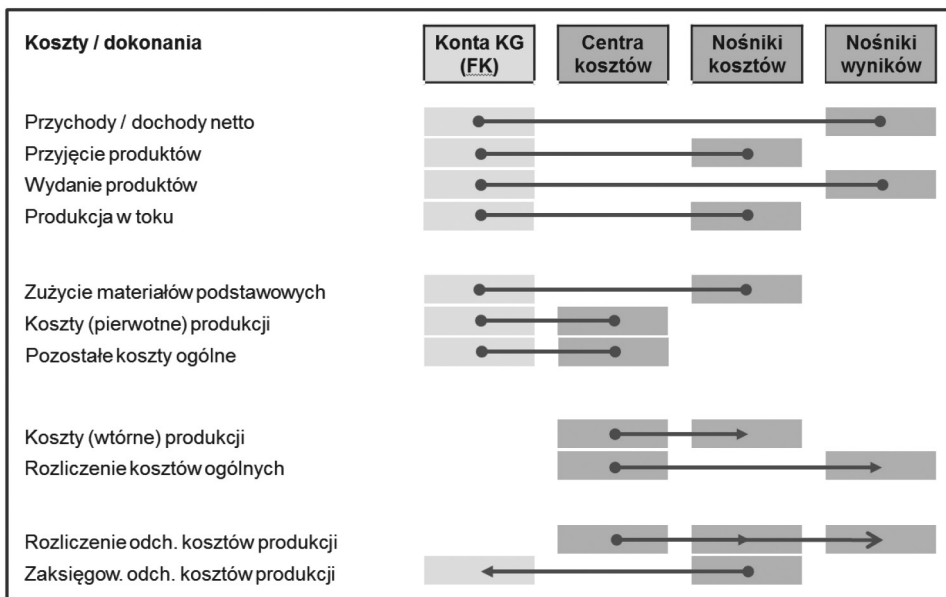 Koszty / dokonania
Konta KG
(FK)
Centra
kosztów
Nośniki
kosztów
Nośniki
wyników
Przychody / dochody netto
Przyjęcie produktów
Wydanie produktów
Produkcja w toku
Zużycie materiałów podstawowych
Koszty (pierwotne) produkcji
Pozostałe koszty ogólne
Koszty (wtórne) produkcji
Rozliczenie kosztów ogólnych
Rozliczenie odch. kosztów produkcji
Zaksięgow. odch. kosztów produkcji